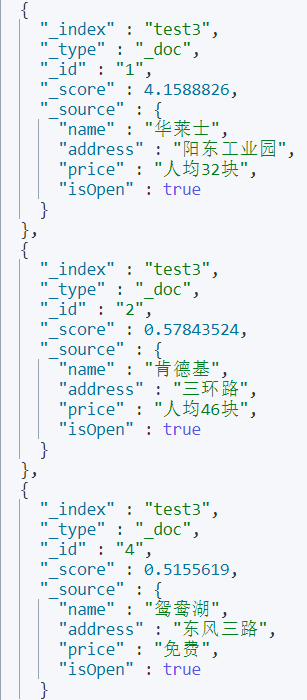 {
"_index" : "test3",
"_type" : "_doc",
"_id" : "1",
"_score" : 4.1588826,
"_source" : {
"name" : "华莱士",
"address" : "阳东工业园",
"price" : "人均32块",
"isOpen" : true
}
},
{
"_index" : "test3",
"_type" : "_doc",
"_id" : "2",
"_score" : 0.57843524,
"_source" : {
"name" : "肯德基",
"address" : "三环路",
"price" : "人均46块",
"isOpen" : true
}
},
{
"_index" : "test3",
"_type" : "_doc",
"_id" : "4",
"_score" : 0.5155619,
"_source" : {
"name" : "鸳鸯湖",
"address" : "东风三路",
"price" : "免费",
"isOpen" : true
}